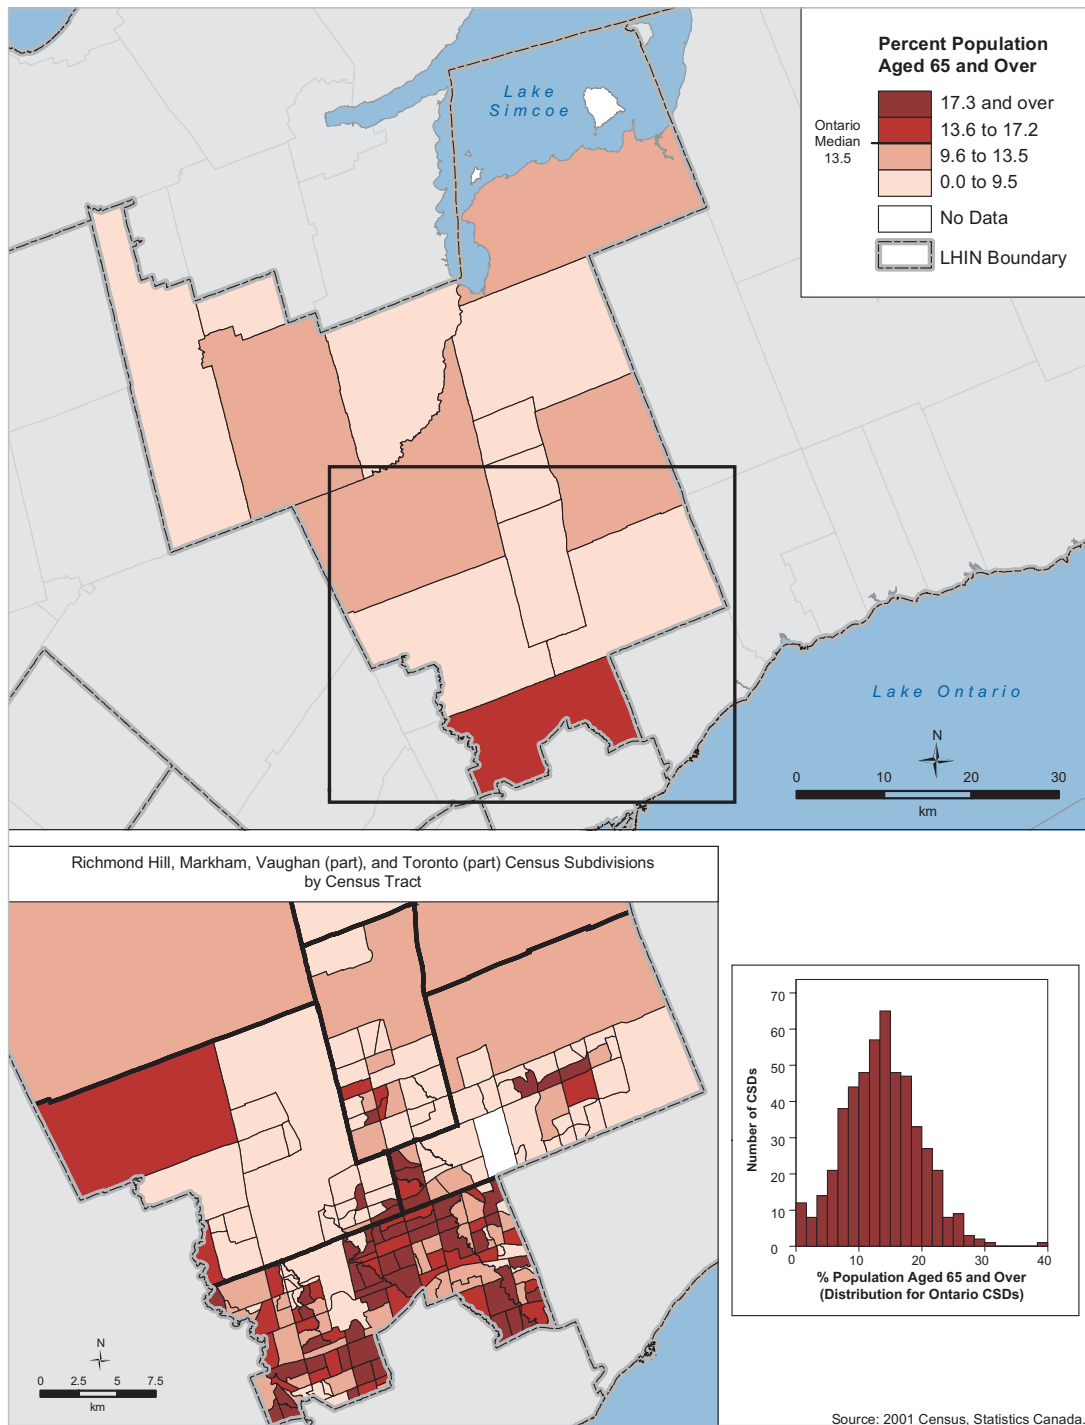 Percent Population
Aged 65 and Over
17.3 and over
13.6 to 17.2
9.6 to 13.5
0.0 to 9.5
No Data
LHIN Boundary
Ontario
Median
13.5
Lake
Simcoe
Lake Ontario
N
0 10 20 30
km
Richmond Hill, Markham, Vaughan (part), and Toronto (part) Census Subdivisions
by Census Tract
N
0 2.5 5 7.5
km
Number of CSDs
70
60
50
40
30
20
10
0
0 10 20 30 40
% Population Aged 65 and Over
(Distribution for Ontario CSDs)
Source: 2001 Census, Statistics Canada.